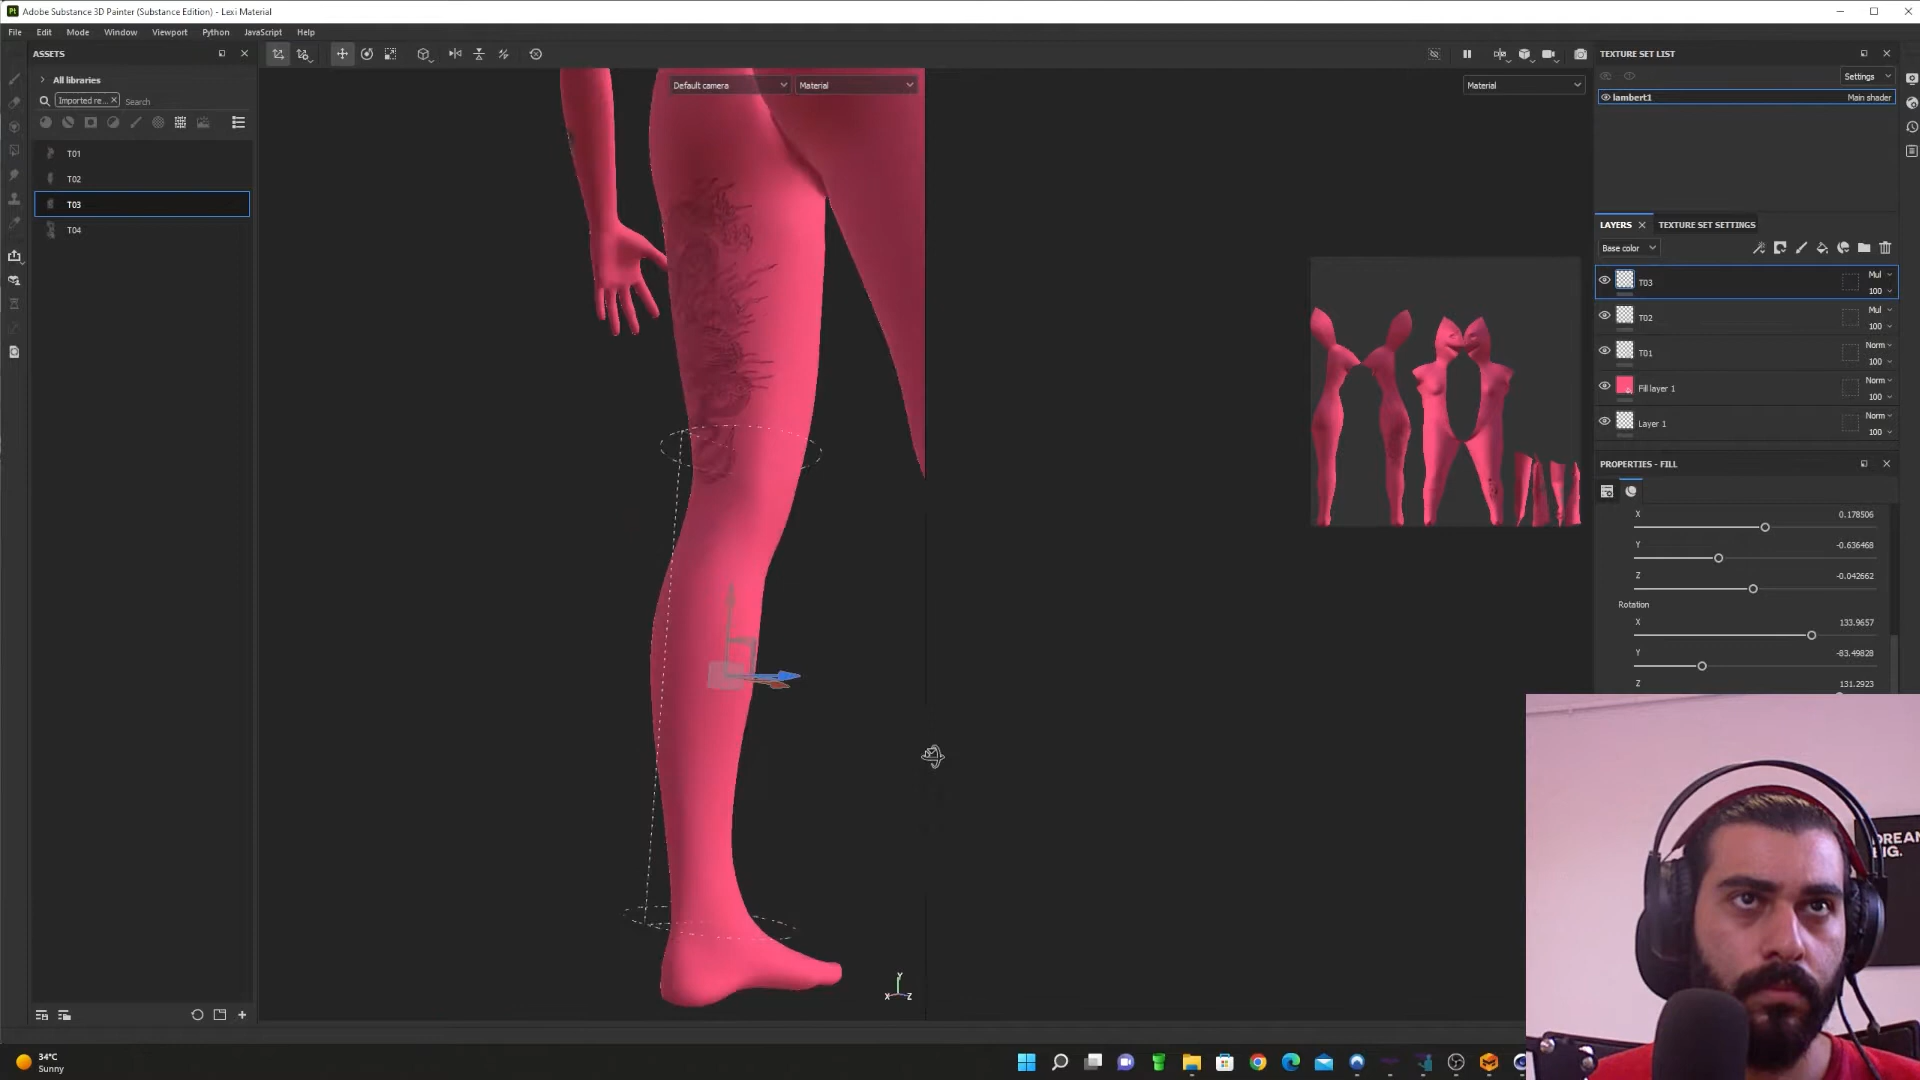 Adobe Substance 3D Painter (Substance Edition) - Lexi Material
File Edit Mode Window Viewport Python JavaScript Help
ASSETS
All libraries
Imported re... Search
T01
T02
T03
T04
Default camera
Material
Material
TEXTURE SET LIST
Settings
lambert1 Main shader
LAYERS TEXTURE SET SETTINGS
Base color
T03 Mul 100
T02 Mul 100
T01 Norm 100
Fill layer 1 Norm 100
Layer 1 Norm 100
PROPERTIES - FILL
X 0.178506
Y -0.636468
Z -0.042662
Rotation
X 133.9657
Y -83.49828
Z 131.2923
Y
X Z
DREAM
BIG.
34°C
Sunny